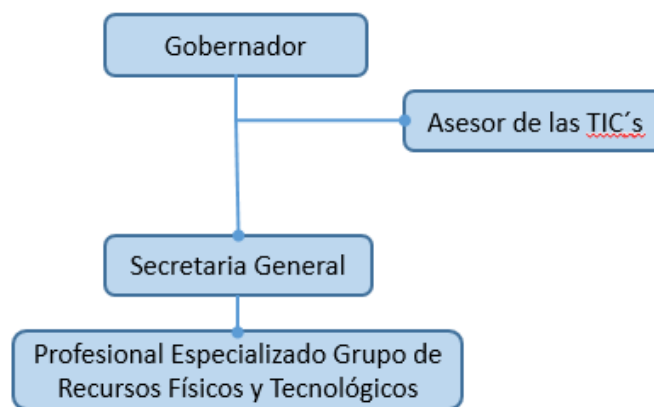 Gobernador
Asesor de las TIC´s
Secretaria General
Profesional Especializado Grupo de
Recursos Físicos y Tecnológicos